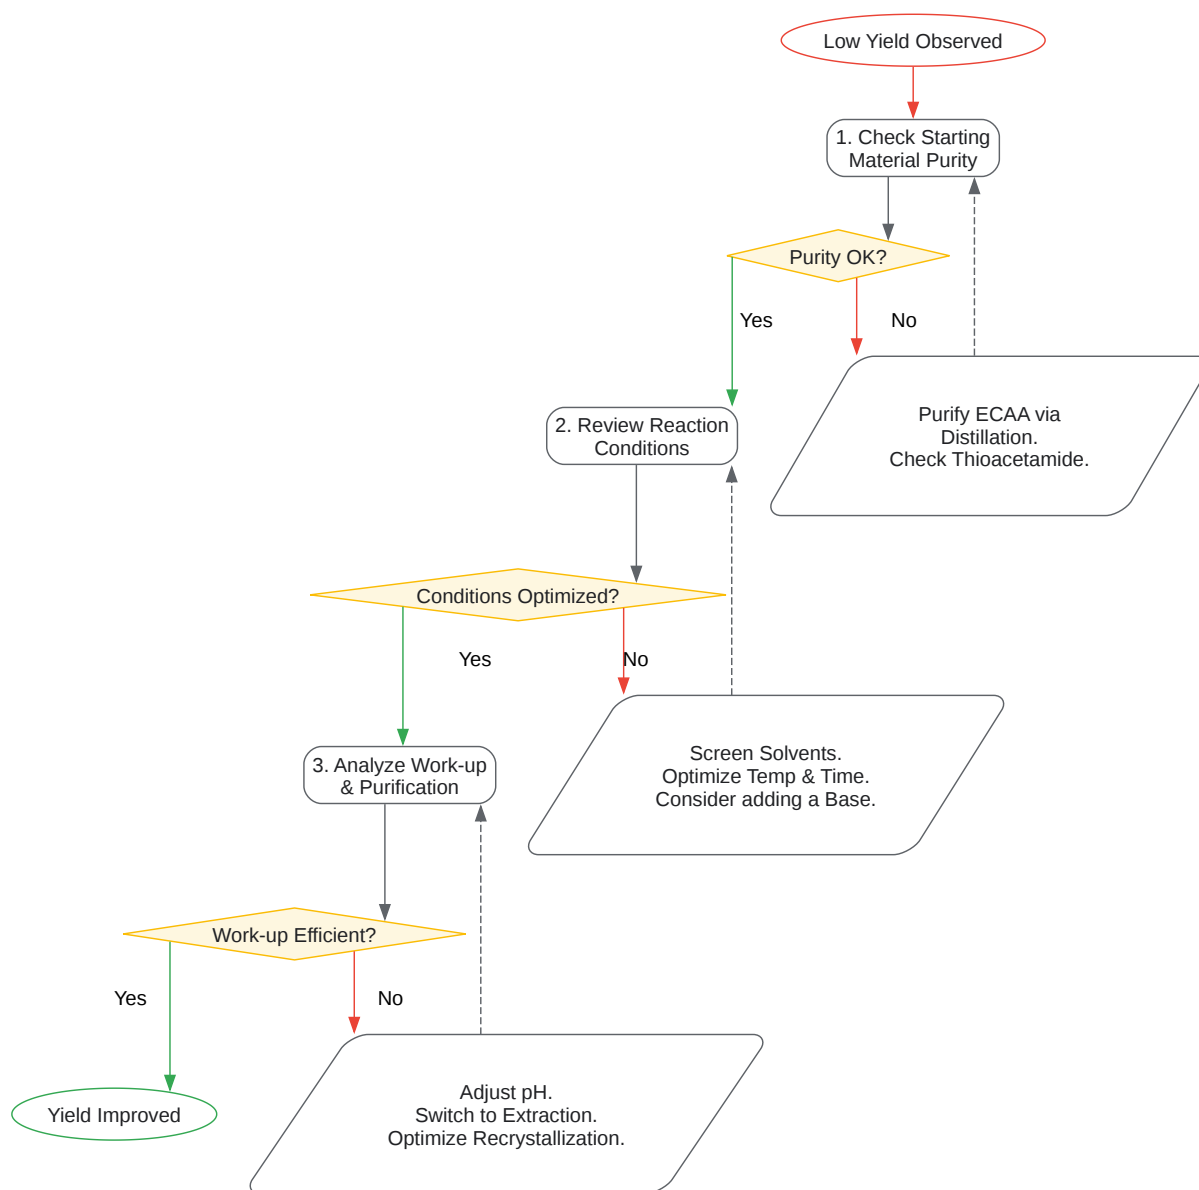 Low Yield Observed
1. Check Starting
Material Purity
Purity OK?
Yes
No
Purify ECAA via
Distillation.
Check Thioacetamide.
2. Review Reaction
Conditions
Conditions Optimized?
Yes
No
Screen Solvents.
Optimize Temp & Time.
Consider adding a Base.
3. Analyze Work-up
& Purification
Work-up Efficient?
Yes
No
Adjust pH.
Switch to Extraction.
Optimize Recrystallization.
Yield Improved